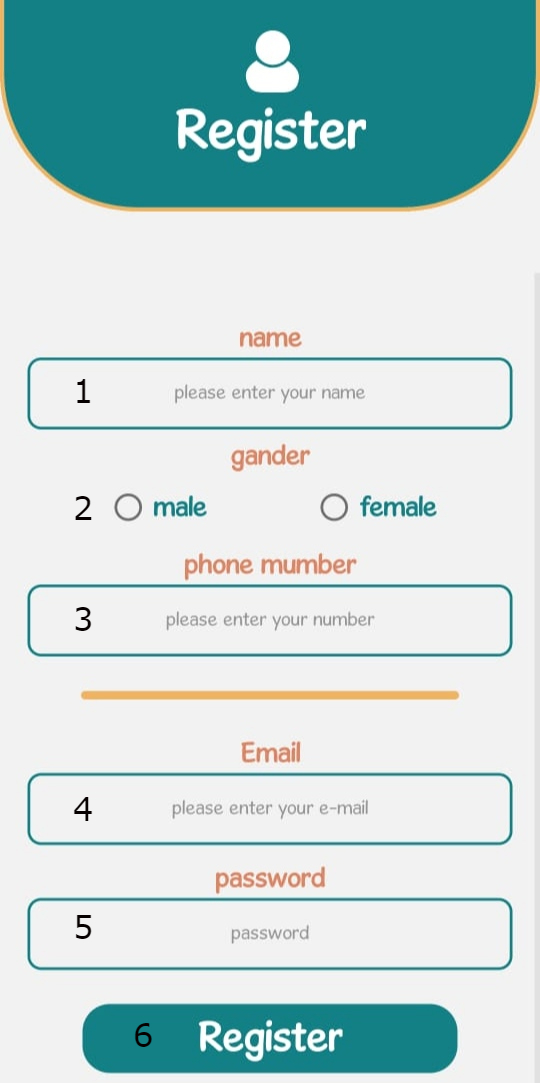 Register
name
1 please enter your name
gander
2 male female
phone mumber
3 please enter your number
Email
4 please enter your e-mail
password
5 password
6 Register